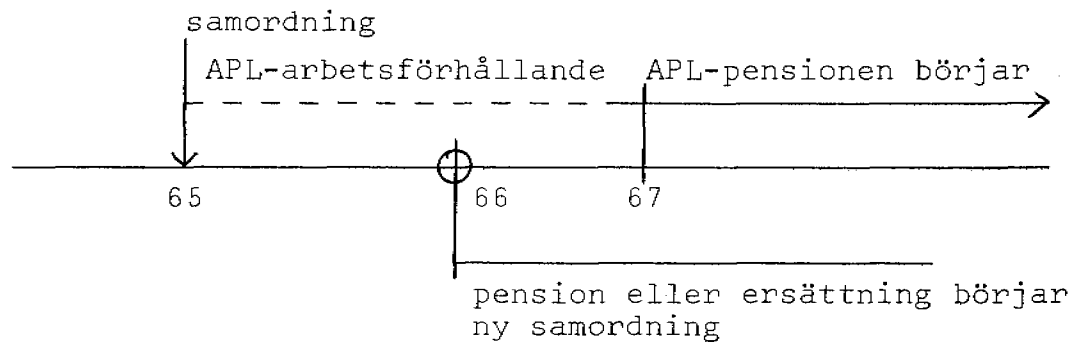 samordning
APL-arbetsförhållande APL-pensionen börjar
65 66 67
pension eller ersättning börjar
ny samordning